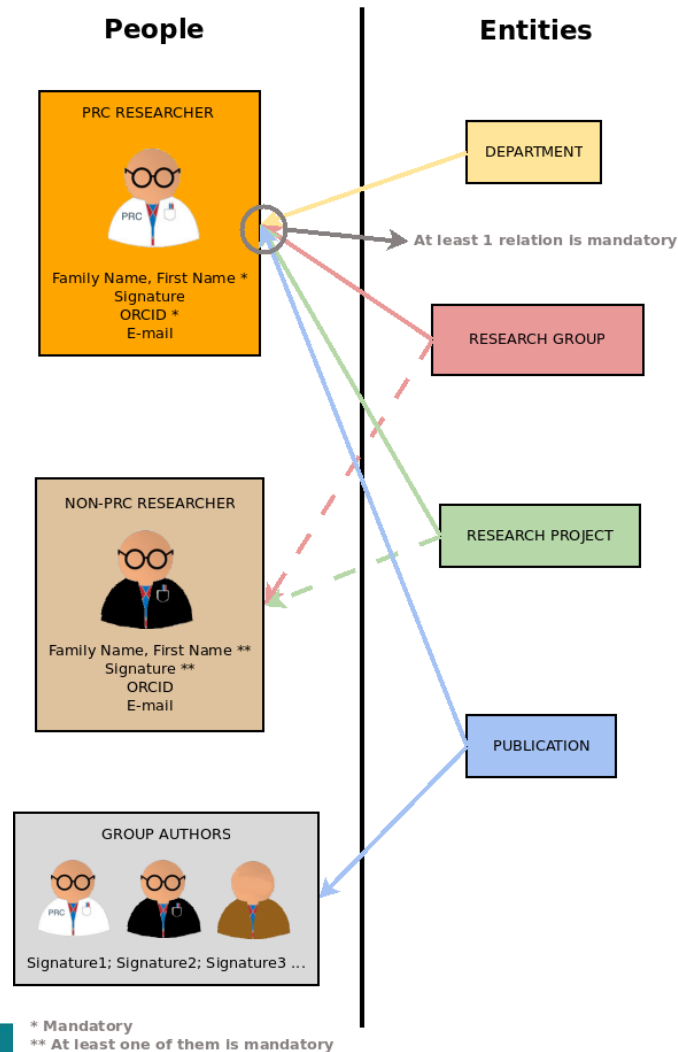 People
Entities
PRC RESEARCHER
PRC
Family Name, First Name *
Signature
ORCID *
E-mail
DEPARTMENT
At least 1 relation is mandatory
RESEARCH GROUP
NON-PRC RESEARCHER
Family Name, First Name **
Signature **
ORCID
E-mail
RESEARCH PROJECT
PUBLICATION
GROUP AUTHORS
PRC
Signature1; Signature2; Signature3 ...
* Mandatory
** At least one of them is mandatory